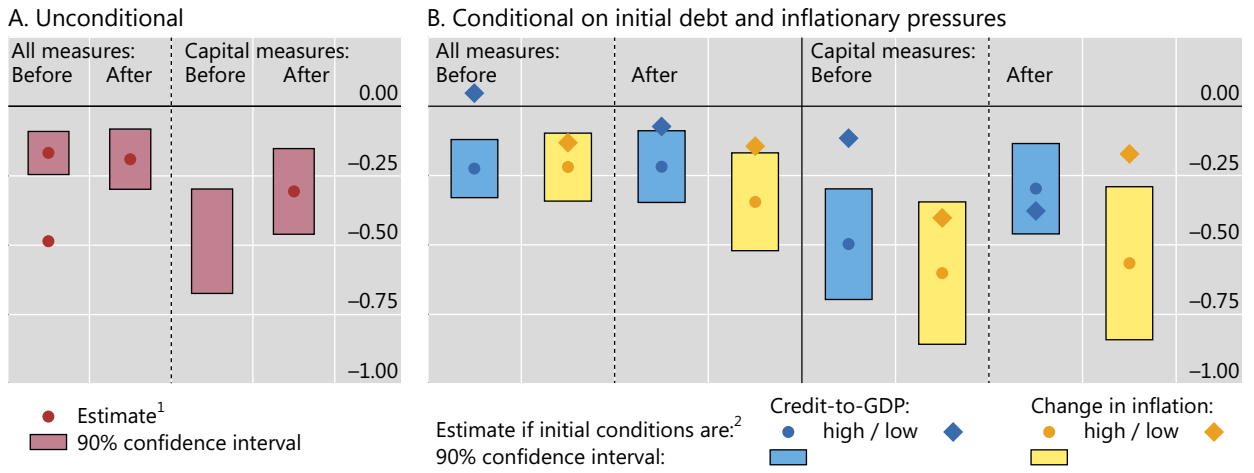 A. Unconditional
B. Conditional on initial debt and inflationary pressures
All measures: Capital measures:
Before After Before After
All measures: Capital measures:
Before After Before After
0.00
–0.25
–0.50
–0.75
–1.00
0.00
–0.25
–0.50
–0.75
–1.00
Estimate1
90% confidence interval
Credit-to-GDP: Change in inflation:
Estimate if initial conditions are:2 high / low high / low
90% confidence interval: